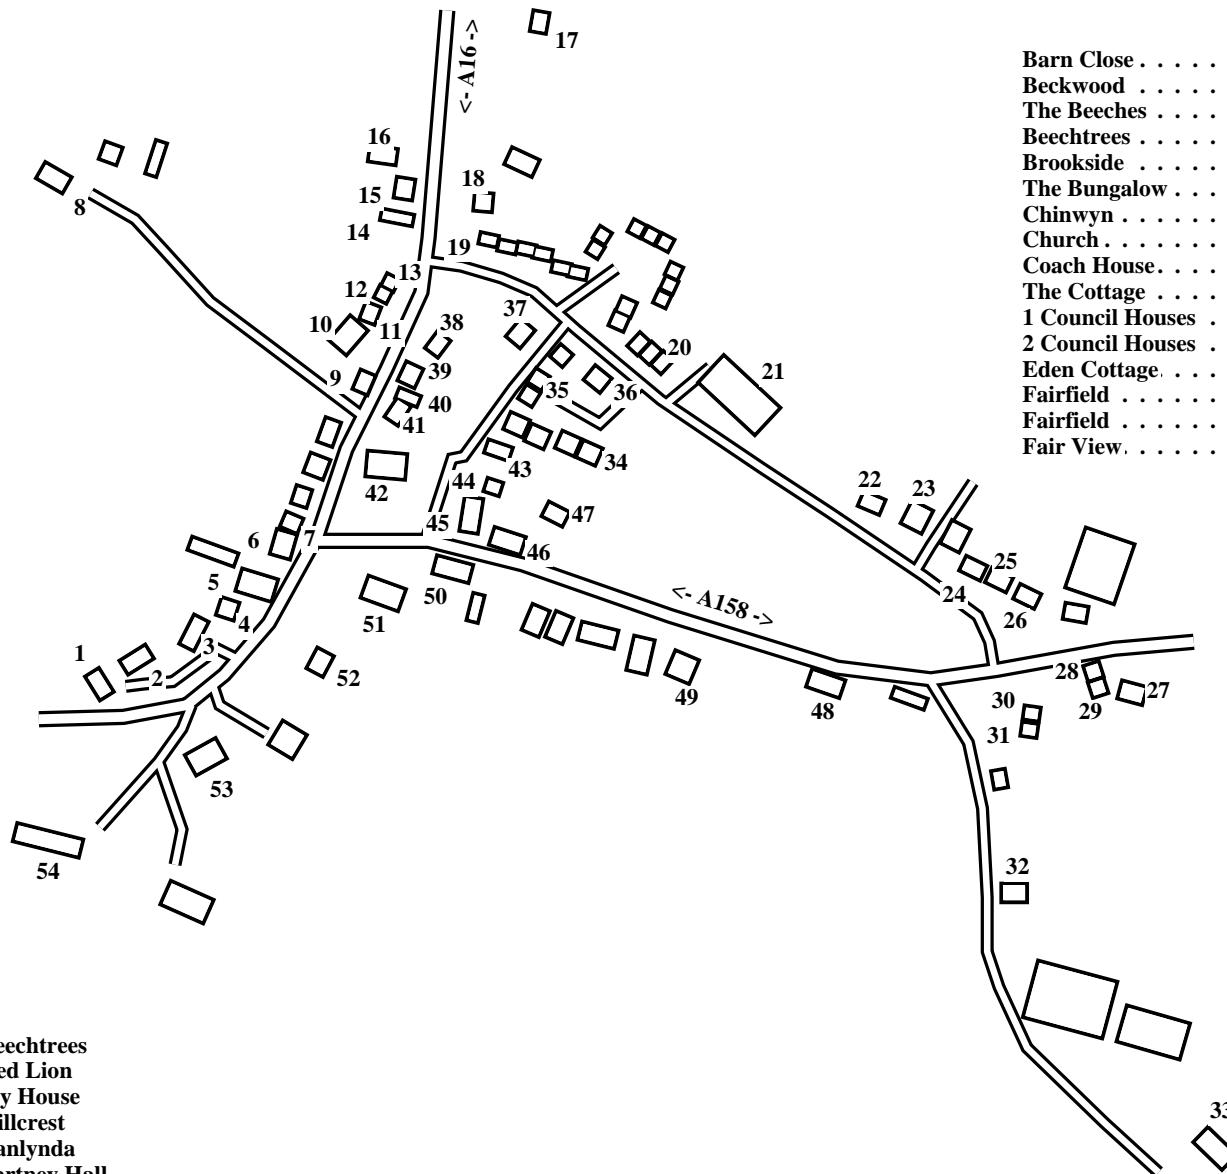 17
<- A16 ->
Barn Close . . . . .
Beckwood . . . . .
The Beeches . . . .
Beechtrees . . . . .
Brookside . . . . .
The Bungalow . . .
Chinwyn . . . . . .
Church . . . . . . .
Coach House . . . .
The Cottage . . . .
1 Council Houses .
2 Council Houses .
Eden Cottage . . . .
Fairfield . . . . . .
Fairfield . . . . . .
Fair View . . . . . .
16
15
18
8
14
19
13
12
10
11
37
38
9
39
20
21
40
35
36
41
43
34
42
44
22
23
45
47
6
7
46
5
50
25
24
<- A158 ->
51
26
4
3
1
2
52
28
27
49
48
30
29
31
53
54
32
33
eechtrees
ed Lion
y House
illcrest
anlynda
artney Hall